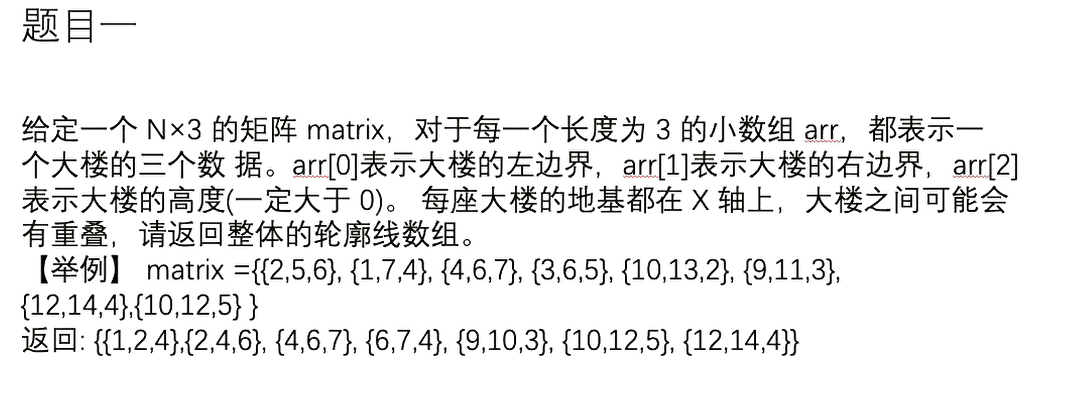 题目一
给定一个 N×3 的矩阵 matrix，对于每一个长度为 3 的小数组 arr，都表示一
个大楼的三个数 据。arr[0]表示大楼的左边界，arr[1]表示大楼的右边界，arr[2]
表示大楼的高度(一定大于 0)。 每座大楼的地基都在 X 轴上，大楼之间可能会
有重叠，请返回整体的轮廓线数组。
【举例】 matrix ={{2,5,6}, {1,7,4}, {4,6,7}, {3,6,5}, {10,13,2}, {9,11,3},
{12,14,4},{10,12,5} }
返回: {{1,2,4},{2,4,6}, {4,6,7}, {6,7,4}, {9,10,3}, {10,12,5}, {12,14,4}}